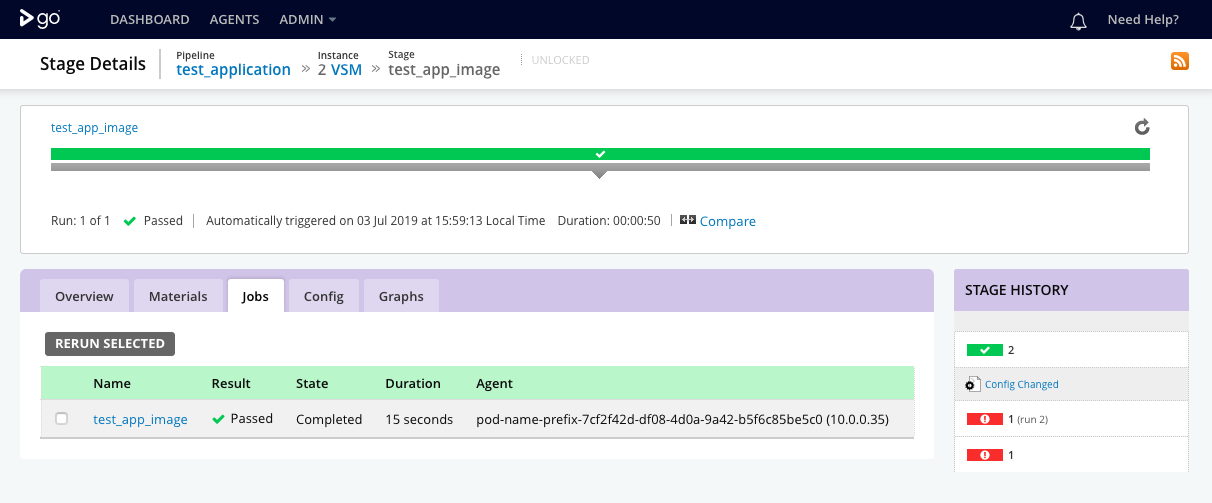 go DASHBOARD AGENTS ADMIN Need Help?
Stage Details
Pipeline Instance Stage
test_application » 2 VSM » test_app_image UNLOCKED
test_app_image
Run: 1 of 1 Passed Automatically triggered on 03 Jul 2019 at 15:59:13 Local Time Duration: 00:00:50 Compare
Overview Materials Jobs Config Graphs
RERUN SELECTED
Name Result State Duration Agent
test_app_image Passed Completed 15 seconds pod-name-prefix-7cf2f42d-df08-4d0a-9a42-b5f6c85be5c0 (10.0.0.35)
STAGE HISTORY
2
Config Changed
1 (run 2)
1